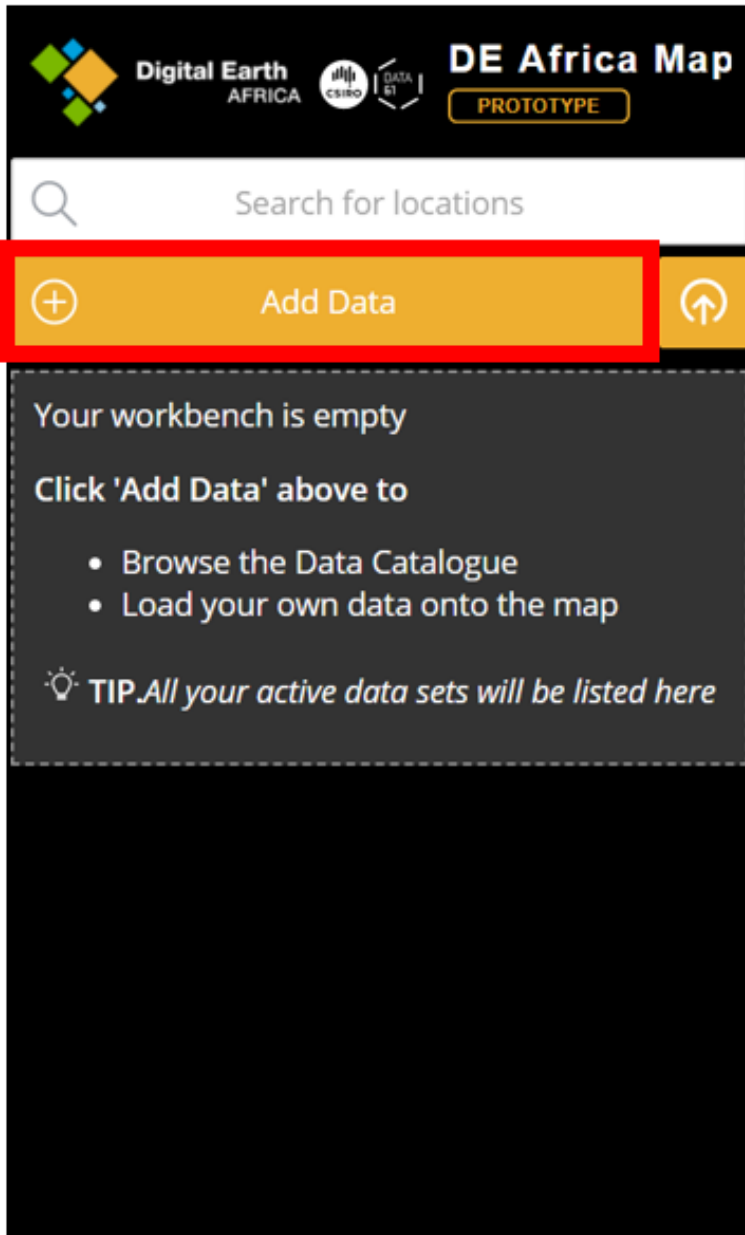 Digital Earth
AFRICA
CSIRO
DATA
61
DE Africa Map
PROTOTYPE
Search for locations
Add Data
Your workbench is empty
Click 'Add Data' above to
• Browse the Data Catalogue
• Load your own data onto the map
TIP.All your active data sets will be listed here